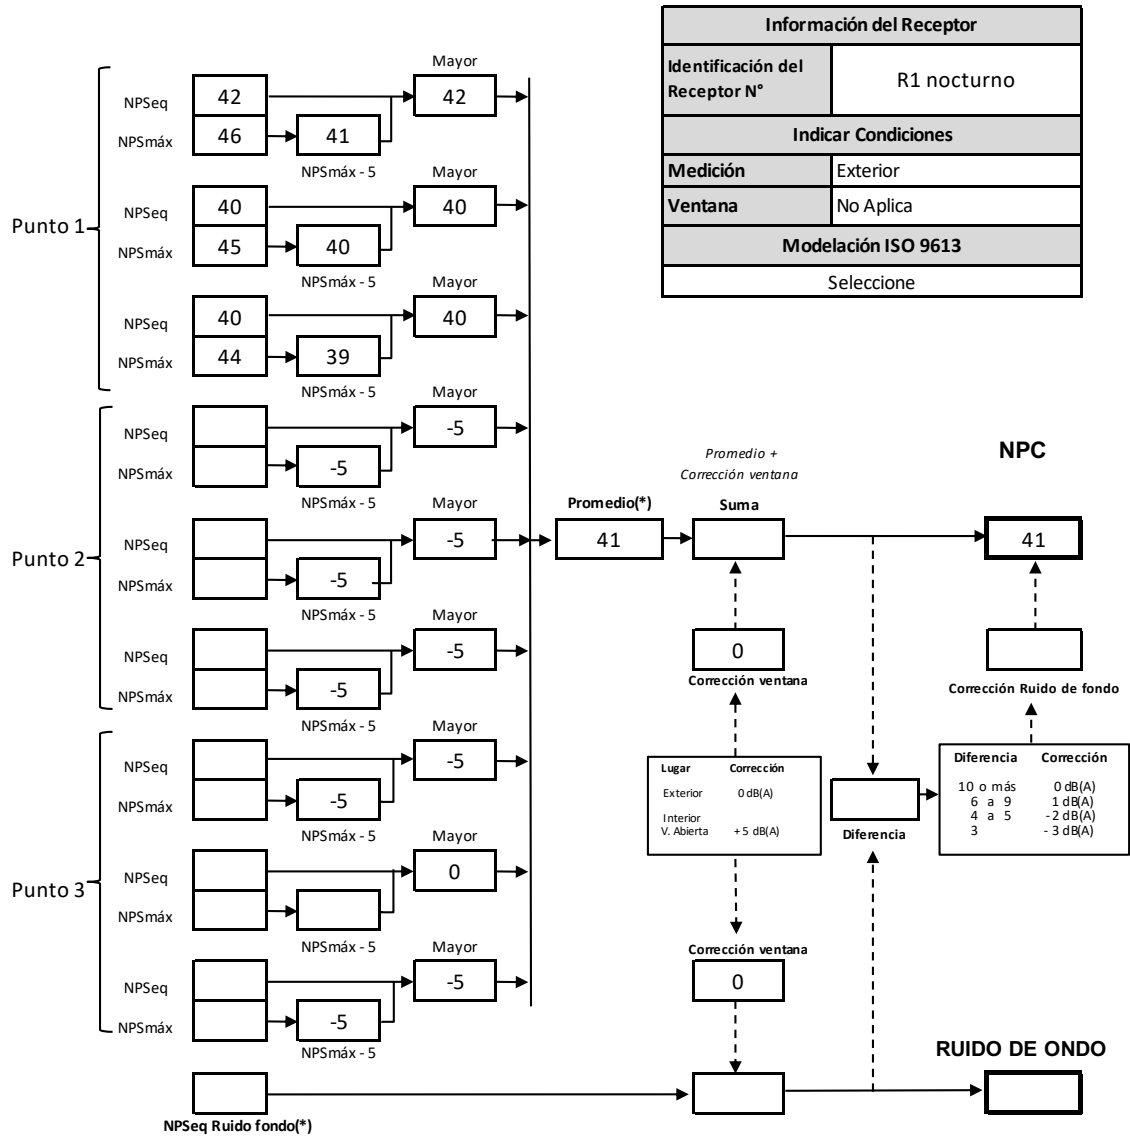 Información del Receptor
Identificación del Receptor N°
R1 nocturno
Indicar Condiciones
Medición
Exterior
Ventana
No Aplica
Modelación ISO 9613
Seleccione
Punto 1
Mayor
NPSeq
42
42
NPSmáx
46
41
NPSmáx - 5
Mayor
NPSeq
40
40
NPSmáx
45
40
NPSmáx - 5
Mayor
NPSeq
40
40
NPSmáx
44
39
NPSmáx - 5
Punto 2
Mayor
NPSeq
-5
NPSmáx
-5
NPSmáx - 5
Mayor
NPSeq
-5
NPSmáx
-5
NPSmáx - 5
Mayor
NPSeq
-5
NPSmáx
-5
NPSmáx - 5
Punto 3
Mayor
NPSeq
-5
NPSmáx
-5
NPSmáx - 5
Mayor
NPSeq
0
NPSmáx
NPSmáx - 5
Mayor
NPSeq
-5
NPSmáx
-5
NPSmáx - 5
NPSeq Ruido fondo(*)
Promedio(*)
41
Promedio +
Corrección ventana
Suma
0
Corrección ventana
Lugar Corrección
Exterior 0 dB(A)
Interior
V. Abierta + 5 dB(A)
Corrección ventana
0
Diferencia
NPC
41
Corrección Ruido de fondo
Diferencia Corrección
10 o más 0 dB(A)
6 a 9 1 dB(A)
4 a 5 -2 dB(A)
3 - 3 dB(A)
RUIDO DE ONDO